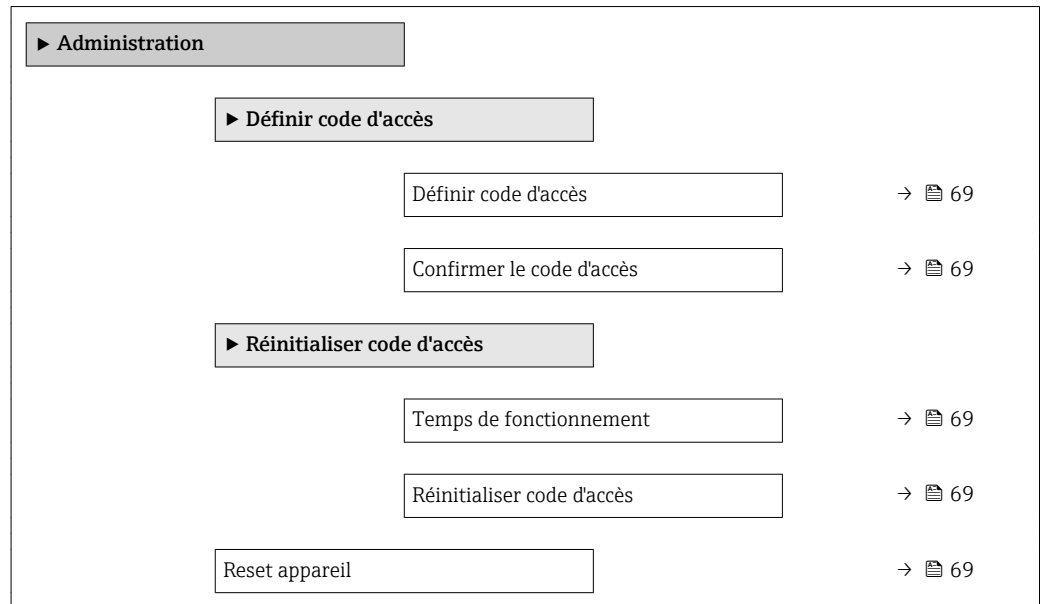 ▶ Administration
▶ Définir code d'accès
Définir code d'accès → 69
Confirmer le code d'accès → 69
▶ Réinitialiser code d'accès
Temps de fonctionnement → 69
Réinitialiser code d'accès → 69
Reset appareil → 69